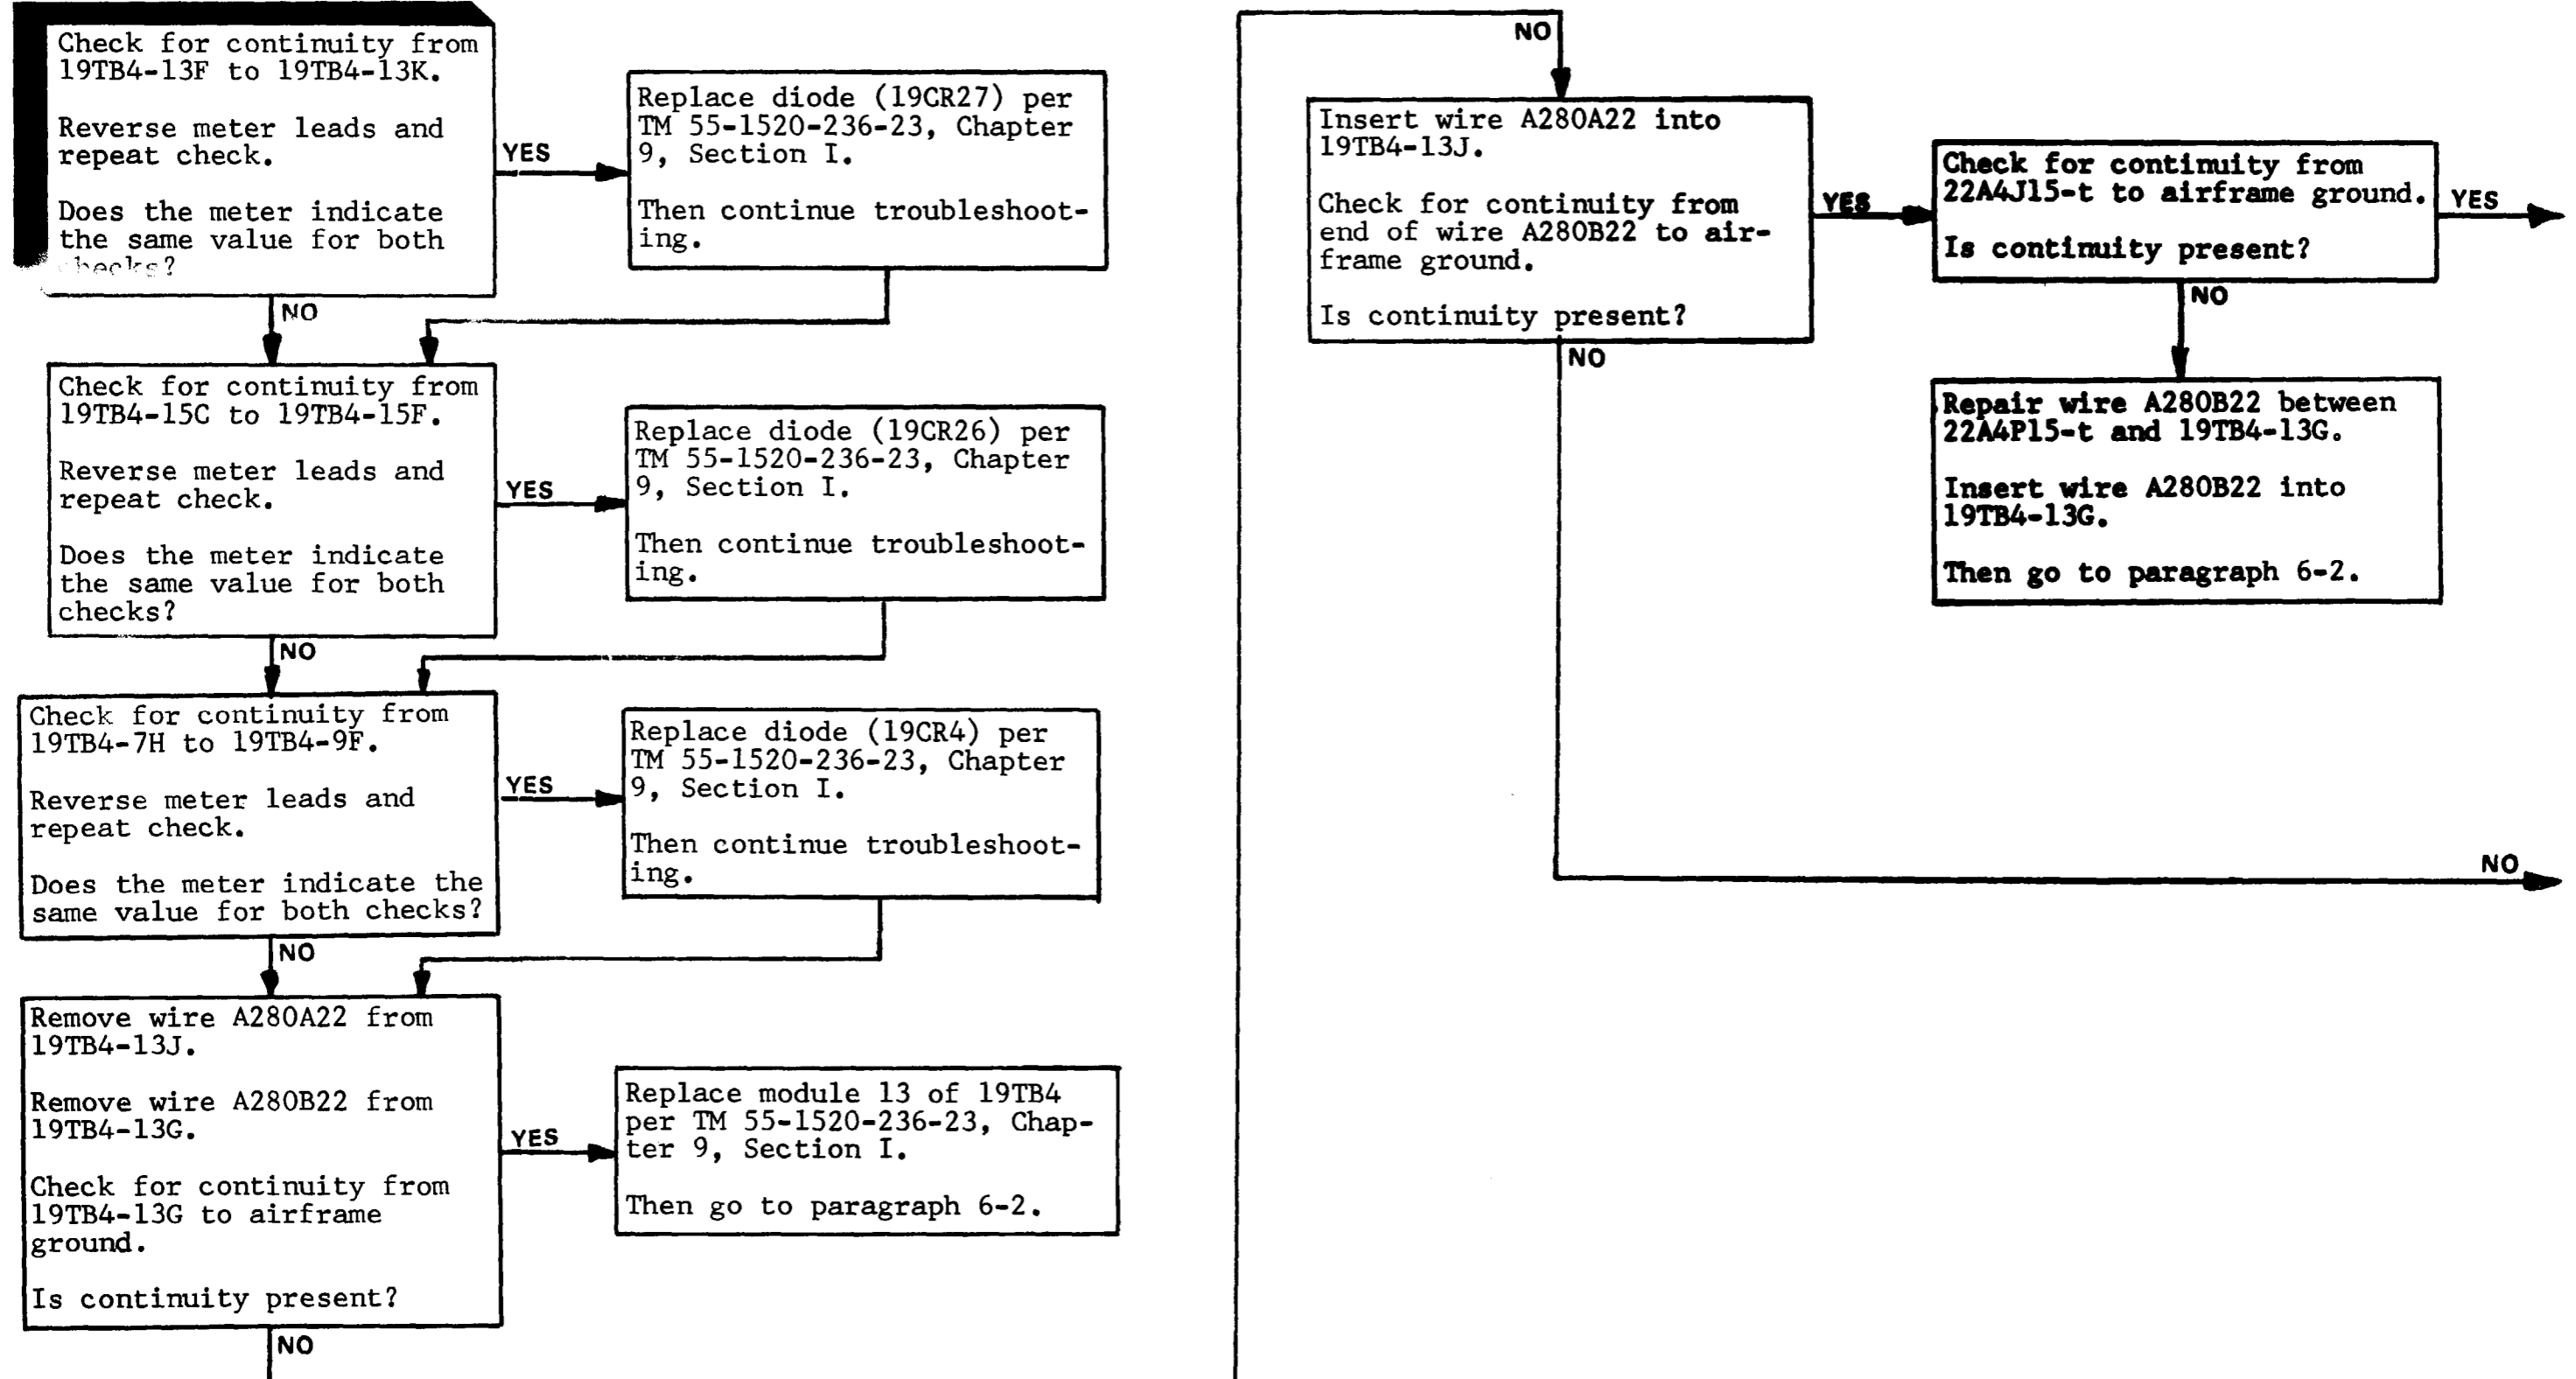 Check for continuity from
19TB4-13F to 19TB4-13K.
Reverse meter leads and
repeat check.
Does the meter indicate
the same value for both
checks?
YES
Replace diode (19CR27) per
TM 55-1520-236-23, Chapter
9, Section I.
Then continue troubleshoot-
ing.
NO
Check for continuity from
19TB4-15C to 19TB4-15F.
Reverse meter leads and
repeat check.
Does the meter indicate
the same value for both
checks?
YES
Replace diode (19CR26) per
TM 55-1520-236-23, Chapter
9, Section I.
Then continue troubleshoot-
ing.
NO
Check for continuity from
19TB4-7H to 19TB4-9F.
Reverse meter leads and
repeat check.
Does the meter indicate the
same value for both checks?
YES
Replace diode (19CR4) per
TM 55-1520-236-23, Chapter
9, Section I.
Then continue troubleshoot-
ing.
NO
Remove wire A280A22 from
19TB4-13J.
Remove wire A280B22 from
19TB4-13G.
Check for continuity from
19TB4-13G to airframe
ground.
Is continuity present?
YES
Replace module 13 of 19TB4
per TM 55-1520-236-23, Chap-
ter 9, Section I.
Then go to paragraph 6-2.
NO
NO
Insert wire A280A22 into
19TB4-13J.
Check for continuity from
end of wire A280B22 to air-
frame ground.
Is continuity present?
YES
Check for continuity from
22A4J15-t to airframe ground.
Is continuity present?
YES
NO
Repair wire A280B22 between
22A4P15-t and 19TB4-13G.
Insert wire A280B22 into
19TB4-13G.
Then go to paragraph 6-2.
NO
NO